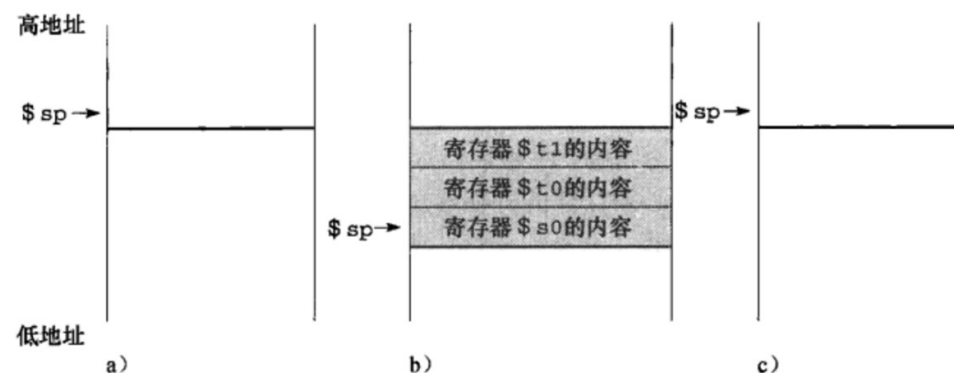 高地址
$sp→
$sp→
寄存器$t1的内容
寄存器$t0的内容
$sp→
寄存器$s0的内容
低地址
a)
b)
c)